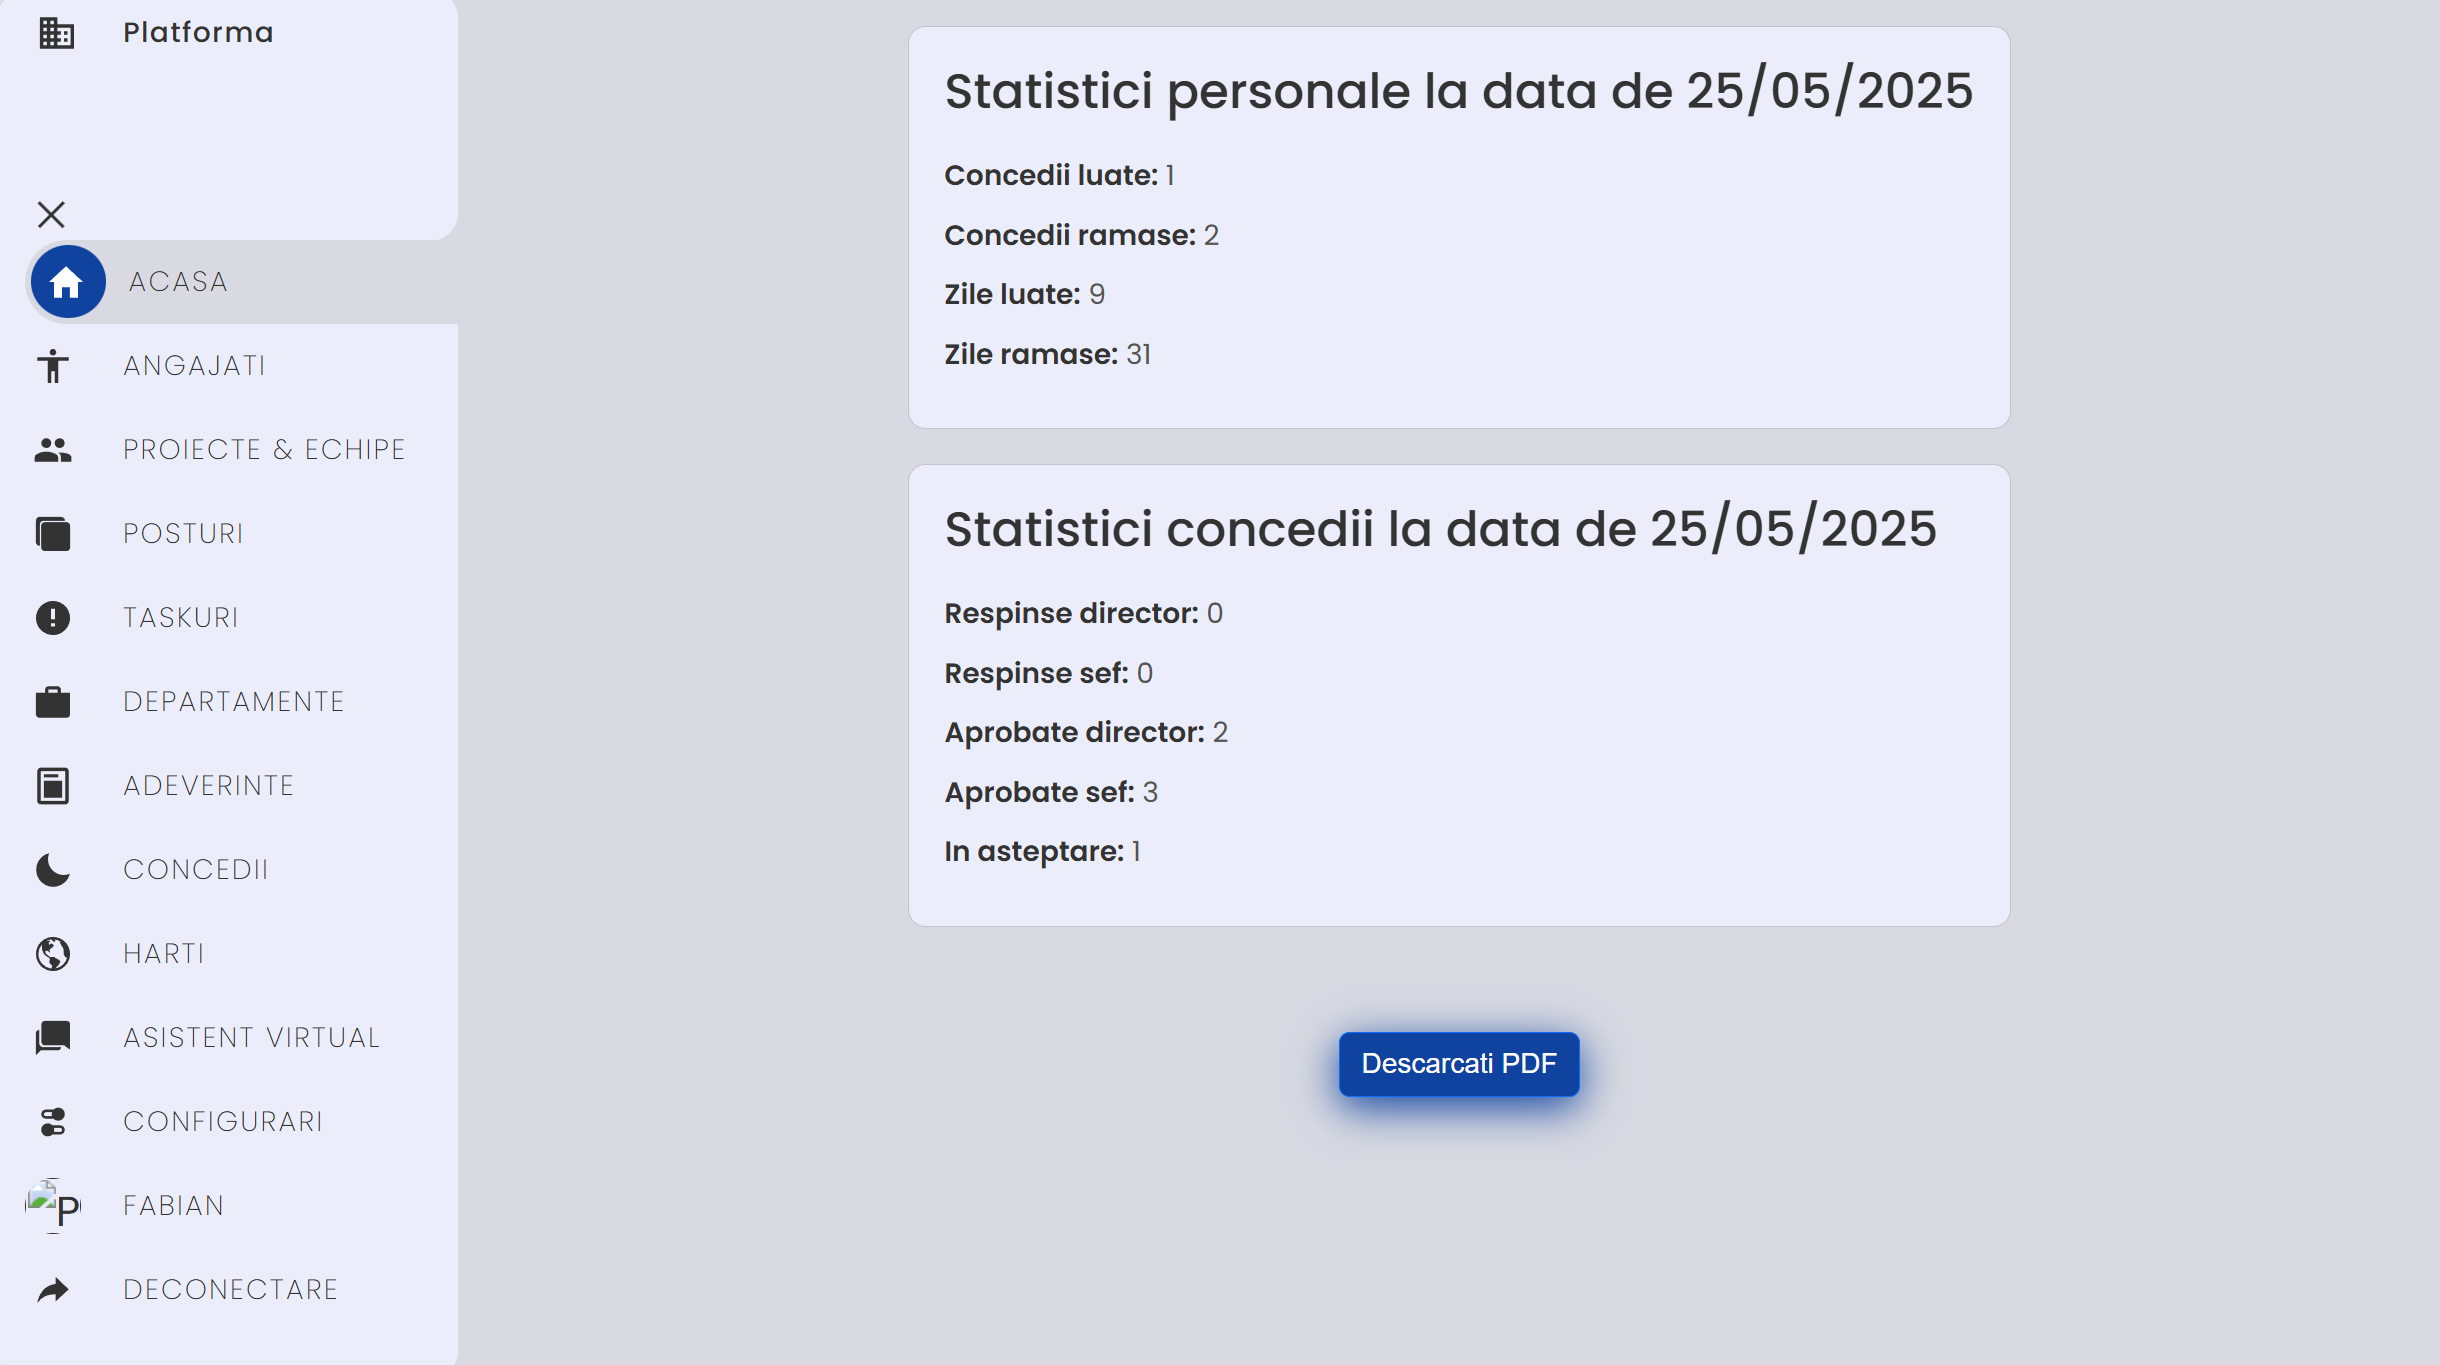 Platforma
ACASA
ANGAJATI
PROIECTE & ECHIPE
POSTURI
TASKURI
DEPARTAMENTE
ADEVERINTE
CONCEDII
HARTI
ASISTENT VIRTUAL
CONFIGURARI
P
FABIAN
DECONECTARE
Statistici personale la data de 25/05/2025
Concedii luate: 1
Concedii ramase: 2
Zile luate: 9
Zile ramase: 31
Statistici concedii la data de 25/05/2025
Respinse director: 0
Respinse sef: 0
Aprobate director: 2
Aprobate sef: 3
In asteptare: 1
Descarcati PDF